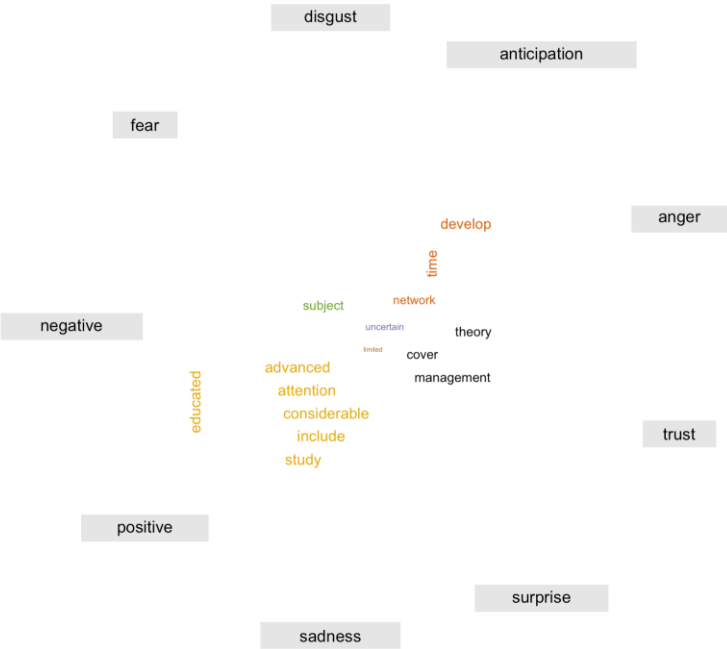 disgust
anticipation
fear
anger
develop
time
network
subject
negative
uncertain
theory
limited
cover
advanced
management
attention
educated
considerable
include
trust
study
positive
surprise
sadness